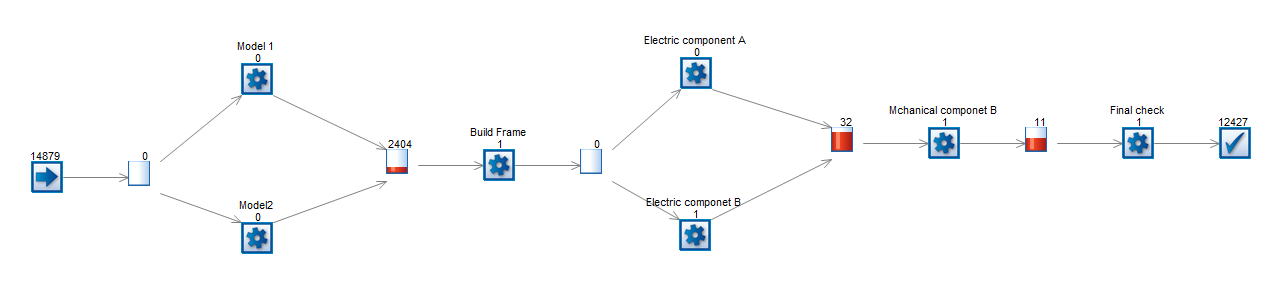 14879
0
Model 1
0
Model2
0
2404
Build Frame
1
0
Electric component A
0
Electric componet B
1
32
Mchanical componet B
1
11
Final check
1
12427